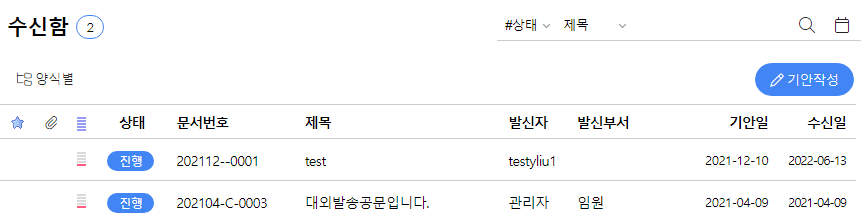 수신함 2
#상태 제목
양식별 기안작성
상태 문서번호 제목 발신자 발신부서 기안일 수신일
진행 202112--0001 test testyliu1 2021-12-10 2022-06-13
진행 202104-C-0003 대외발송공문입니다. 관리자 임원 2021-04-09 2021-04-09